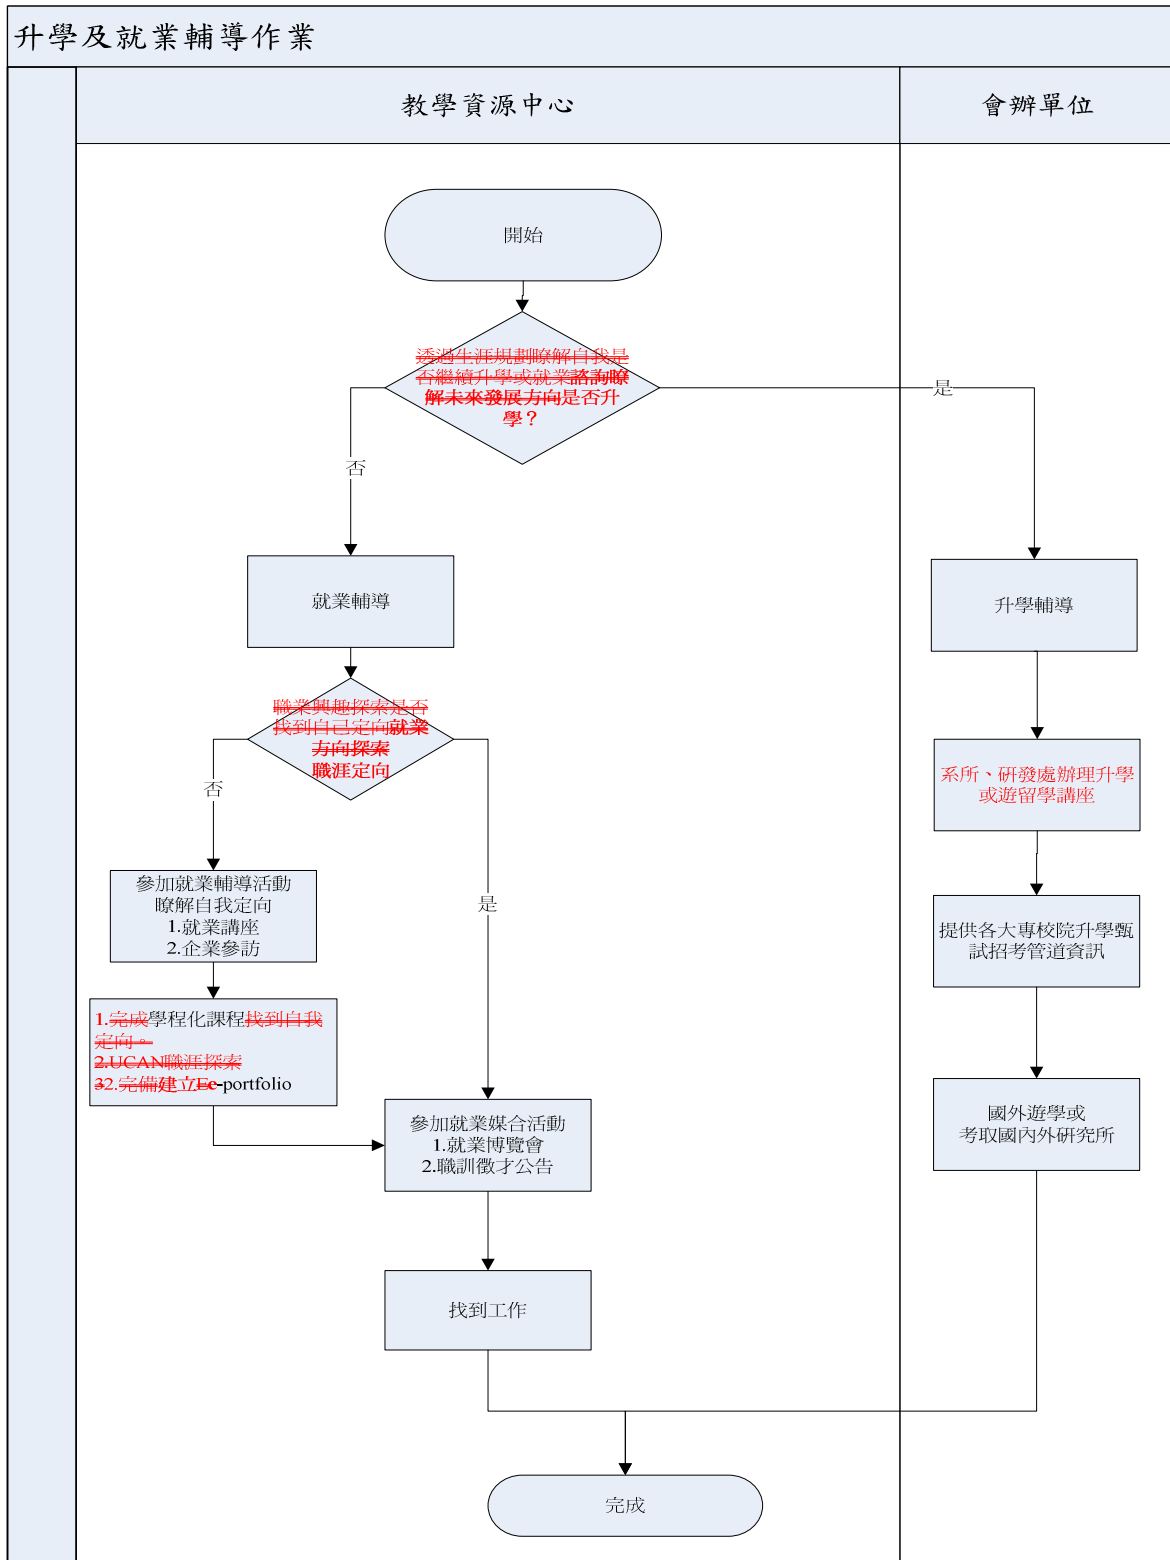 升學及就業輔導作業
教學資源中心
會辦單位
開始
透過生涯規劃瞭解自我是
否繼續升學或就業諮詢瞭
解未來發展方向是否升
學？
是
否
就業輔導
升學輔導
職業興趣探索是否
找到自己定向就業
方向探索
職涯定向
系所、研發處辦理升學
或遊留學講座
否
是
參加就業輔導活動
瞭解自我定向
1.就業講座
2.企業參訪
提供各大專校院升學甄
試招考管道資訊
1.完成學程化課程找到自我
定向。
2.UCAN職涯探索
32.完備建立Ee-portfolio
參加就業媒合活動
1.就業博覽會
2.職訓徵才公告
國外遊學或
考取國內外研究所
找到工作
完成